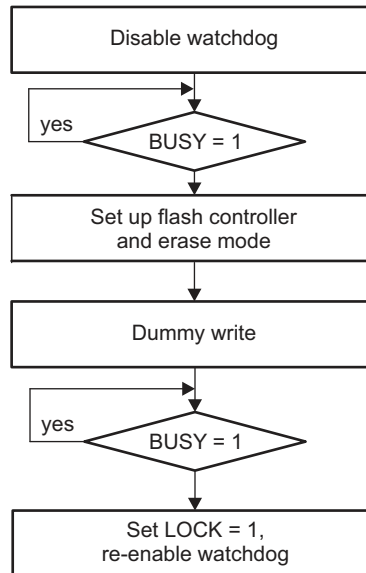 Disable watchdog
yes
BUSY = 1
Set up flash controller
and erase mode
Dummy write
yes
BUSY = 1
Set LOCK = 1,
re-enable watchdog